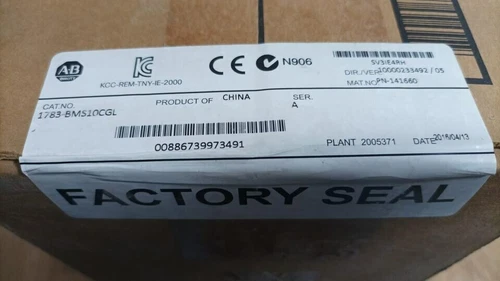 AB
KCC-REM-TNY-IE-2000
CE
N906
SV3IE4RH
DIR./VER. 10000233492 / 05
MAT.NO. PN-141660
CAT.NO.
1783-BMS10CGL
PRODUCT OF CHINA
SER.
A
00886739973491
PLANT 2005371
DATE 2016/04/13
FACTORY SEAL